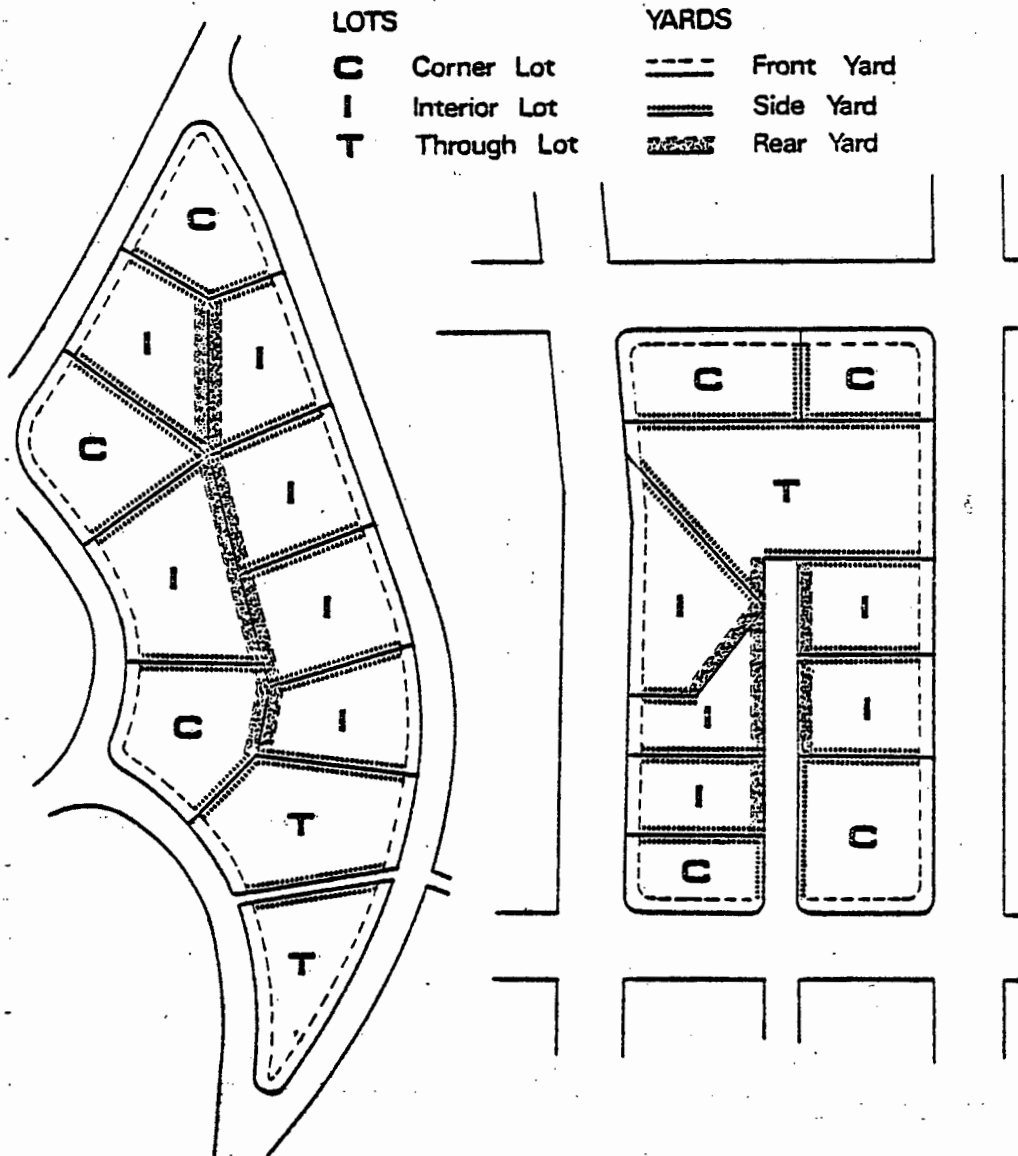 LOTS YARDS
C Corner Lot Front Yard
I Interior Lot Side Yard
T Through Lot Rear Yard
C
I
I
C
I
I
I
C
I
T
T
C C
T
I
I
I
I
I
C
C